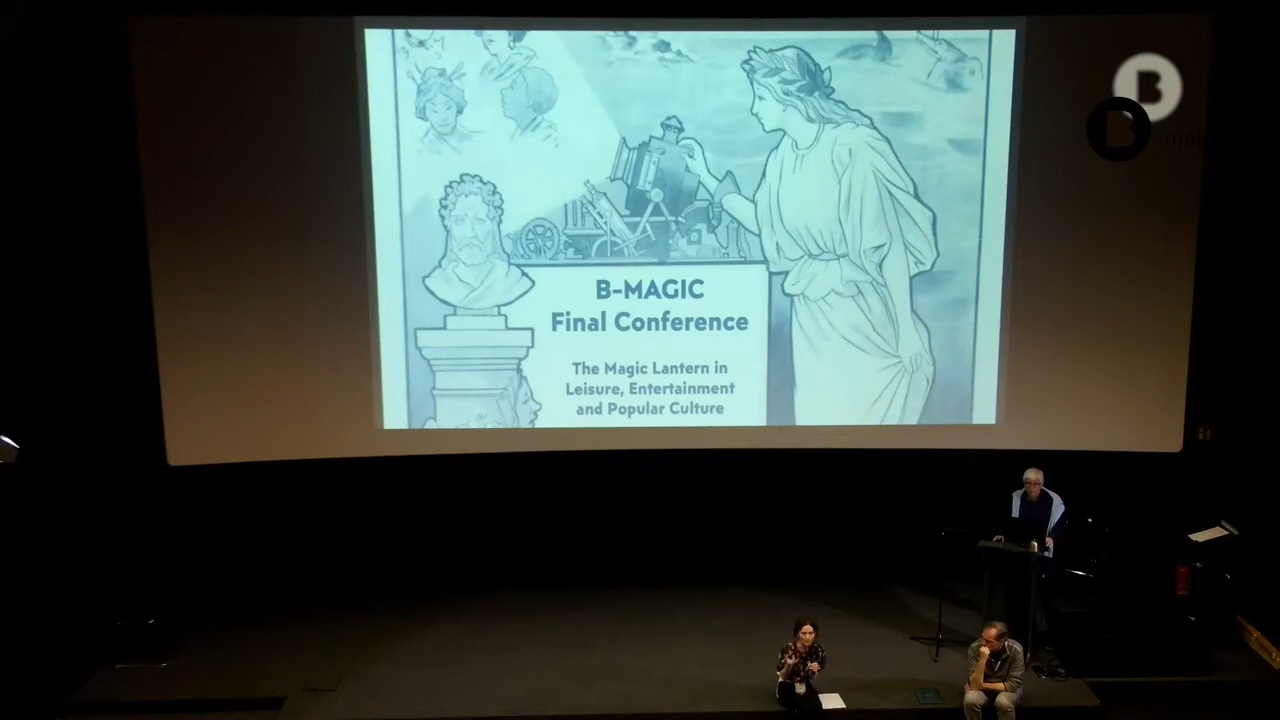 B-MAGIC
Final Conference
The Magic Lantern in
Leisure, Entertainment
and Popular Culture
B
B